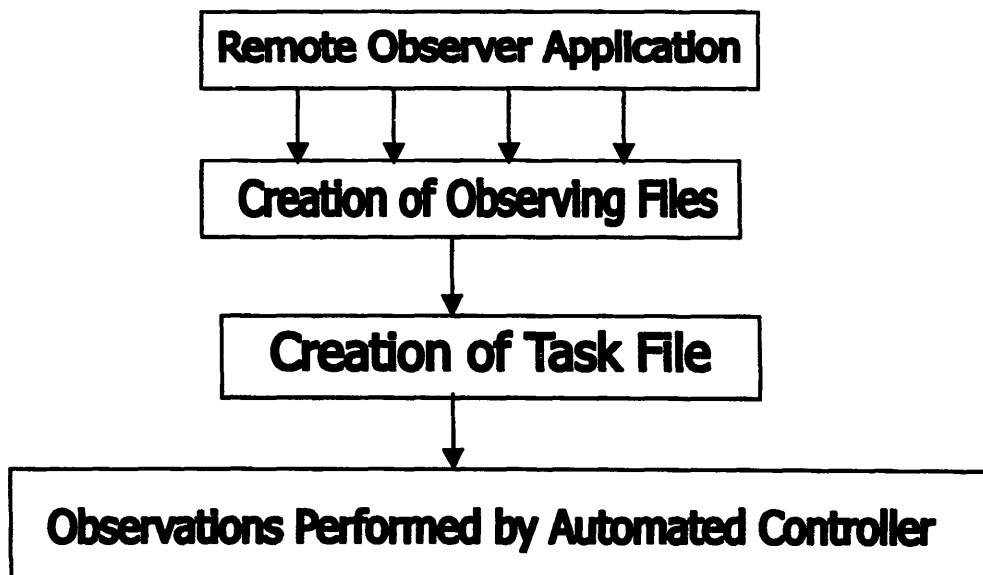 Remote Observer Application
Creation of Observing Files
Creation of Task File
Observations Performed by Automated Controller